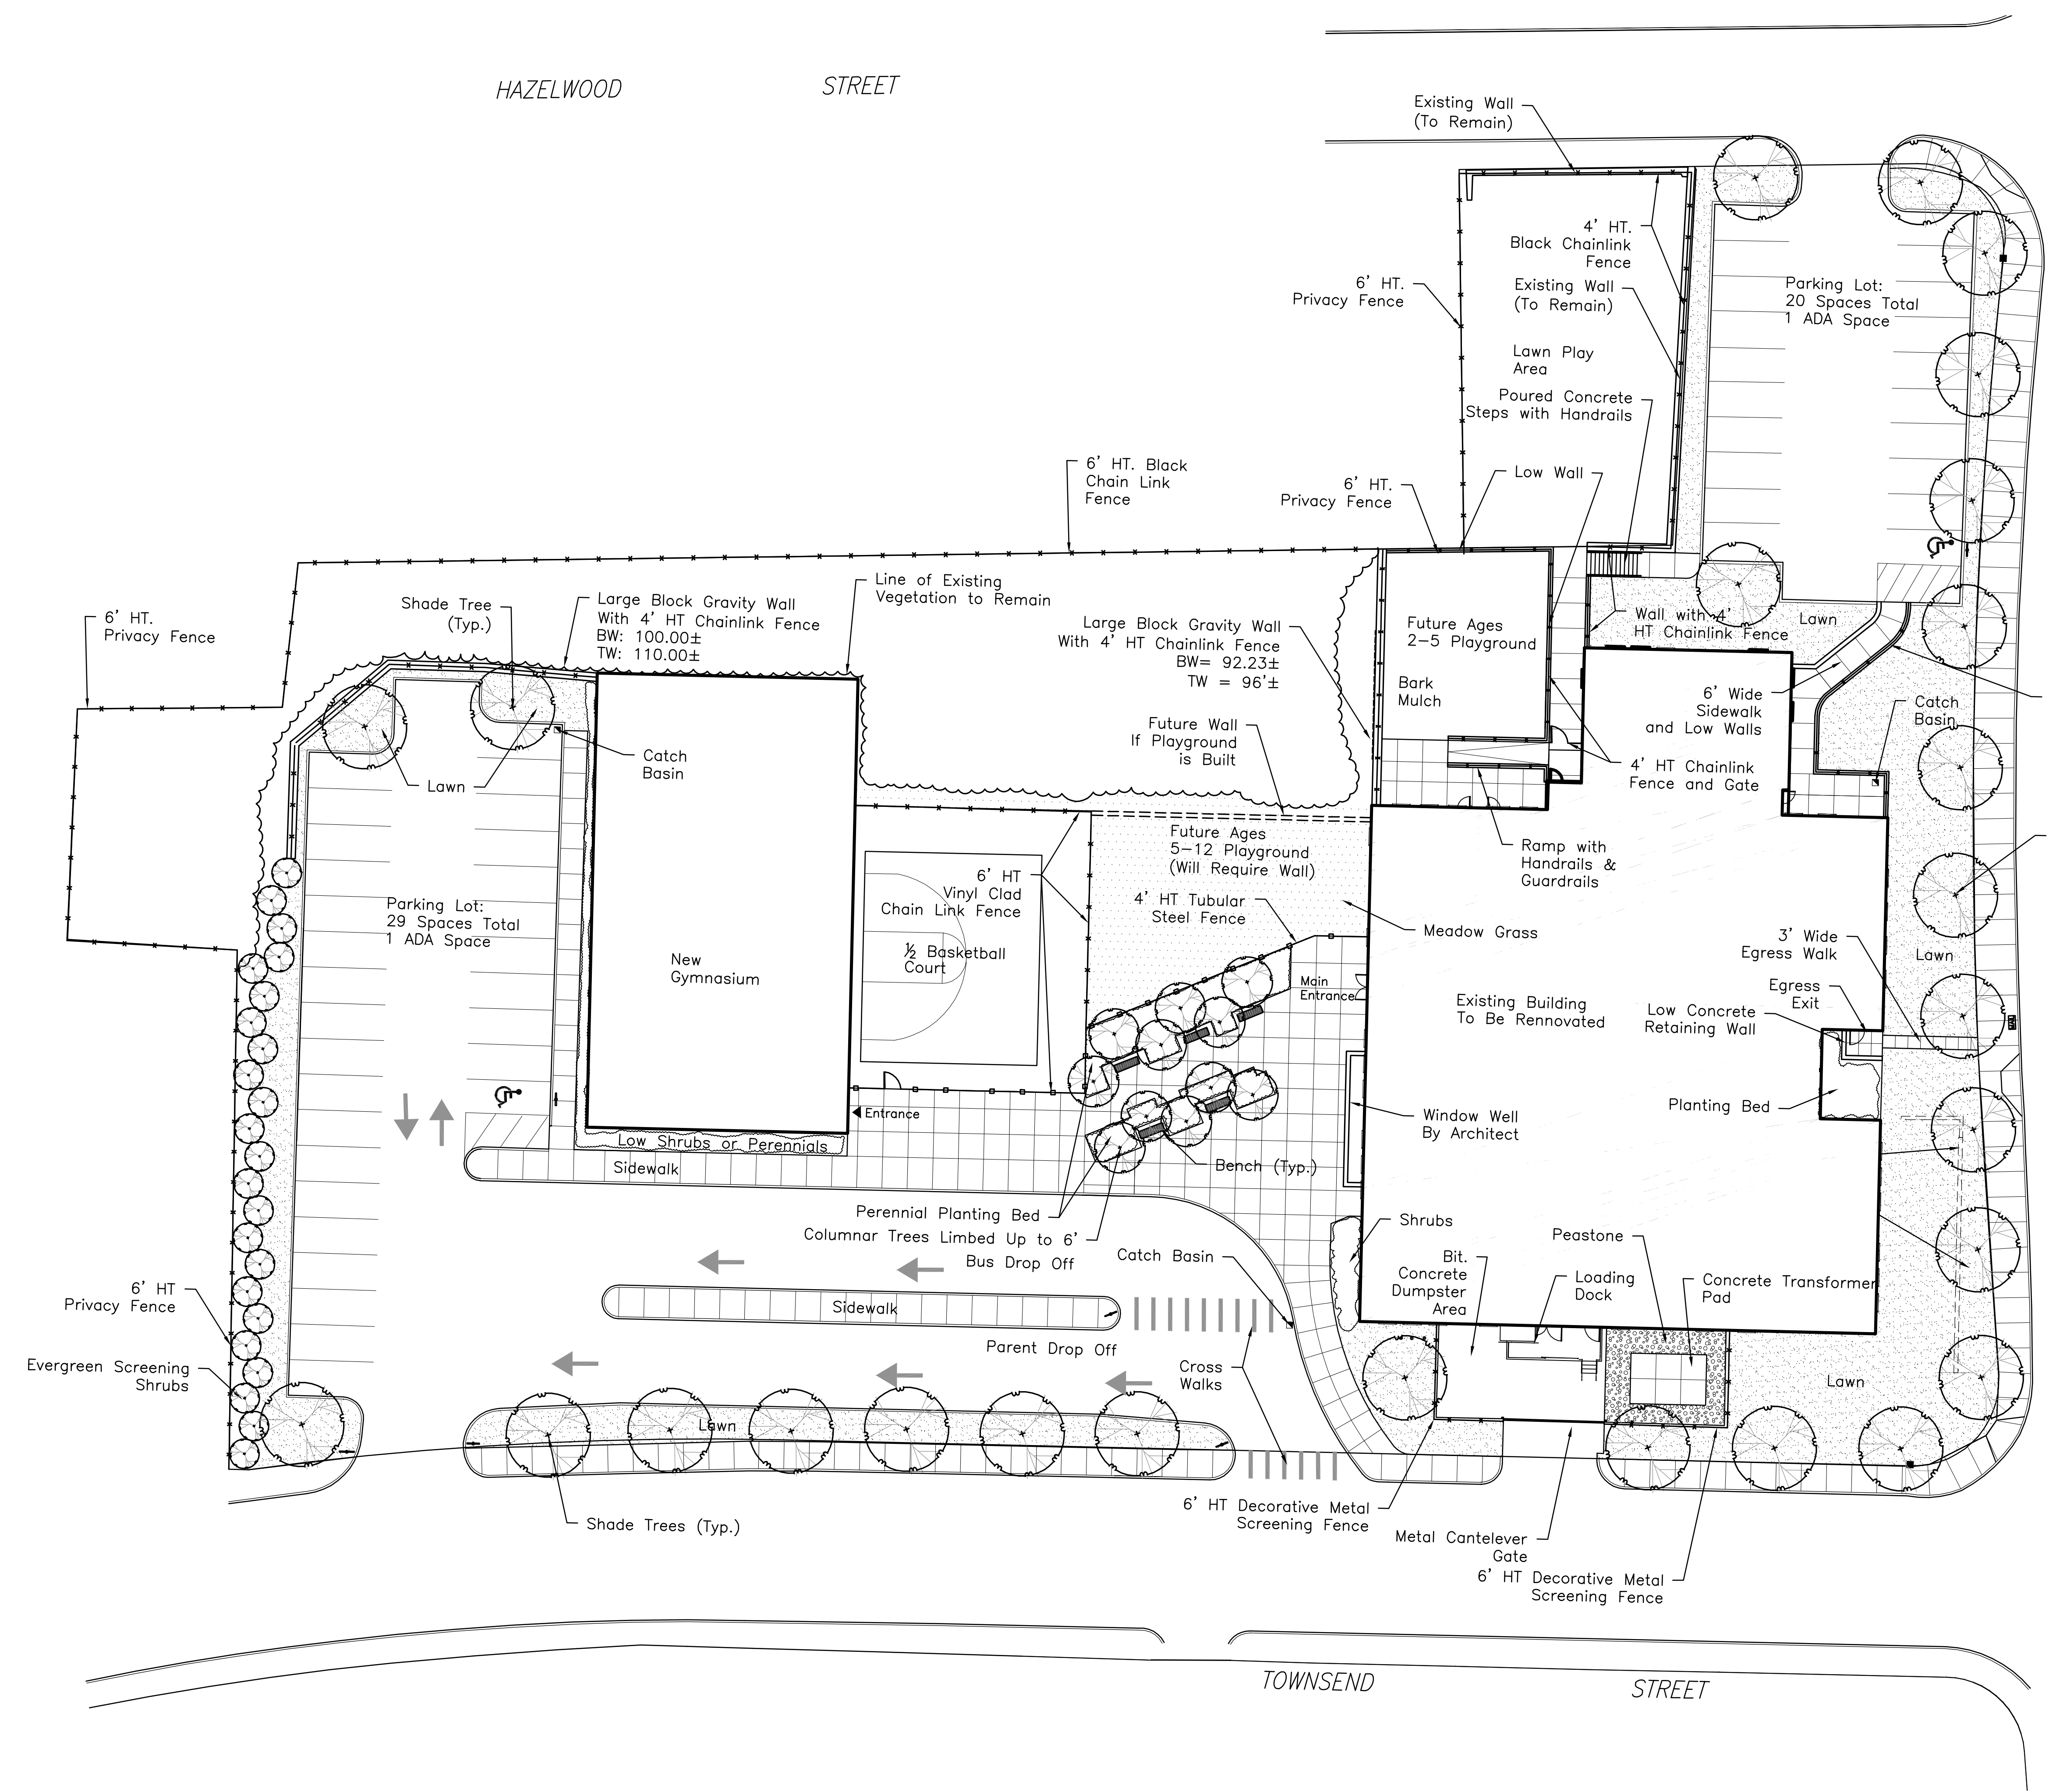 HAZELWOOD STREET
Existing Wall
(To Remain)
4' HT.
Black Chainlink
Fence
6' HT.
Privacy Fence
Existing Wall
(To Remain)
Parking Lot:
20 Spaces Total
1 ADA Space
Lawn Play
Area
Poured Concrete
Steps with Handrails
6' HT. Black
Chain Link
Fence
6' HT.
Privacy Fence
Low Wall
6' HT.
Privacy Fence
Shade Tree
(Typ.)
Large Block Gravity Wall
With 4' HT Chainlink Fence
BW: 100.00±
TW: 110.00±
Line of Existing
Vegetation to Remain
Large Block Gravity Wall
With 4' HT Chainlink Fence
BW= 92.23±
TW = 96'±
Future Ages
2-5 Playground
Bark
Mulch
Wall with 4'
HT Chainlink Fence
Lawn
6' Wide
Sidewalk
and Low Walls
Catch
Basin
Future Wall
If Playground
is Built
4' HT Chainlink
Fence and Gate
Catch
Basin
Lawn
Ramp with
Handrails &
Guardrails
Future Ages
5-12 Playground
(Will Require Wall)
6' HT
Vinyl Clad
Chain Link Fence
4' HT Tubular
Steel Fence
Parking Lot:
29 Spaces Total
1 ADA Space
Meadow Grass
3' Wide
Egress Walk
Lawn
New
Gymnasium
½ Basketball
Court
Main
Entrance
Existing Building
To Be Rennovated
Egress
Exit
Low Concrete
Retaining Wall
Entrance
Window Well
By Architect
Planting Bed
Low Shrubs or Perennials
Sidewalk
Bench (Typ.)
Perennial Planting Bed
Columnar Trees Limbed Up to 6'
Shrubs
Peastone
Bus Drop Off
Catch Basin
Bit.
Concrete
Dumpster
Area
Loading
Dock
Concrete Transformer
Pad
6' HT
Privacy Fence
Sidewalk
Parent Drop Off
Evergreen Screening
Shrubs
Cross
Walks
Lawn
Lawn
Shade Trees (Typ.)
6' HT Decorative Metal
Screening Fence
Metal Cantelever
Gate
6' HT Decorative Metal
Screening Fence
TOWNSEND STREET